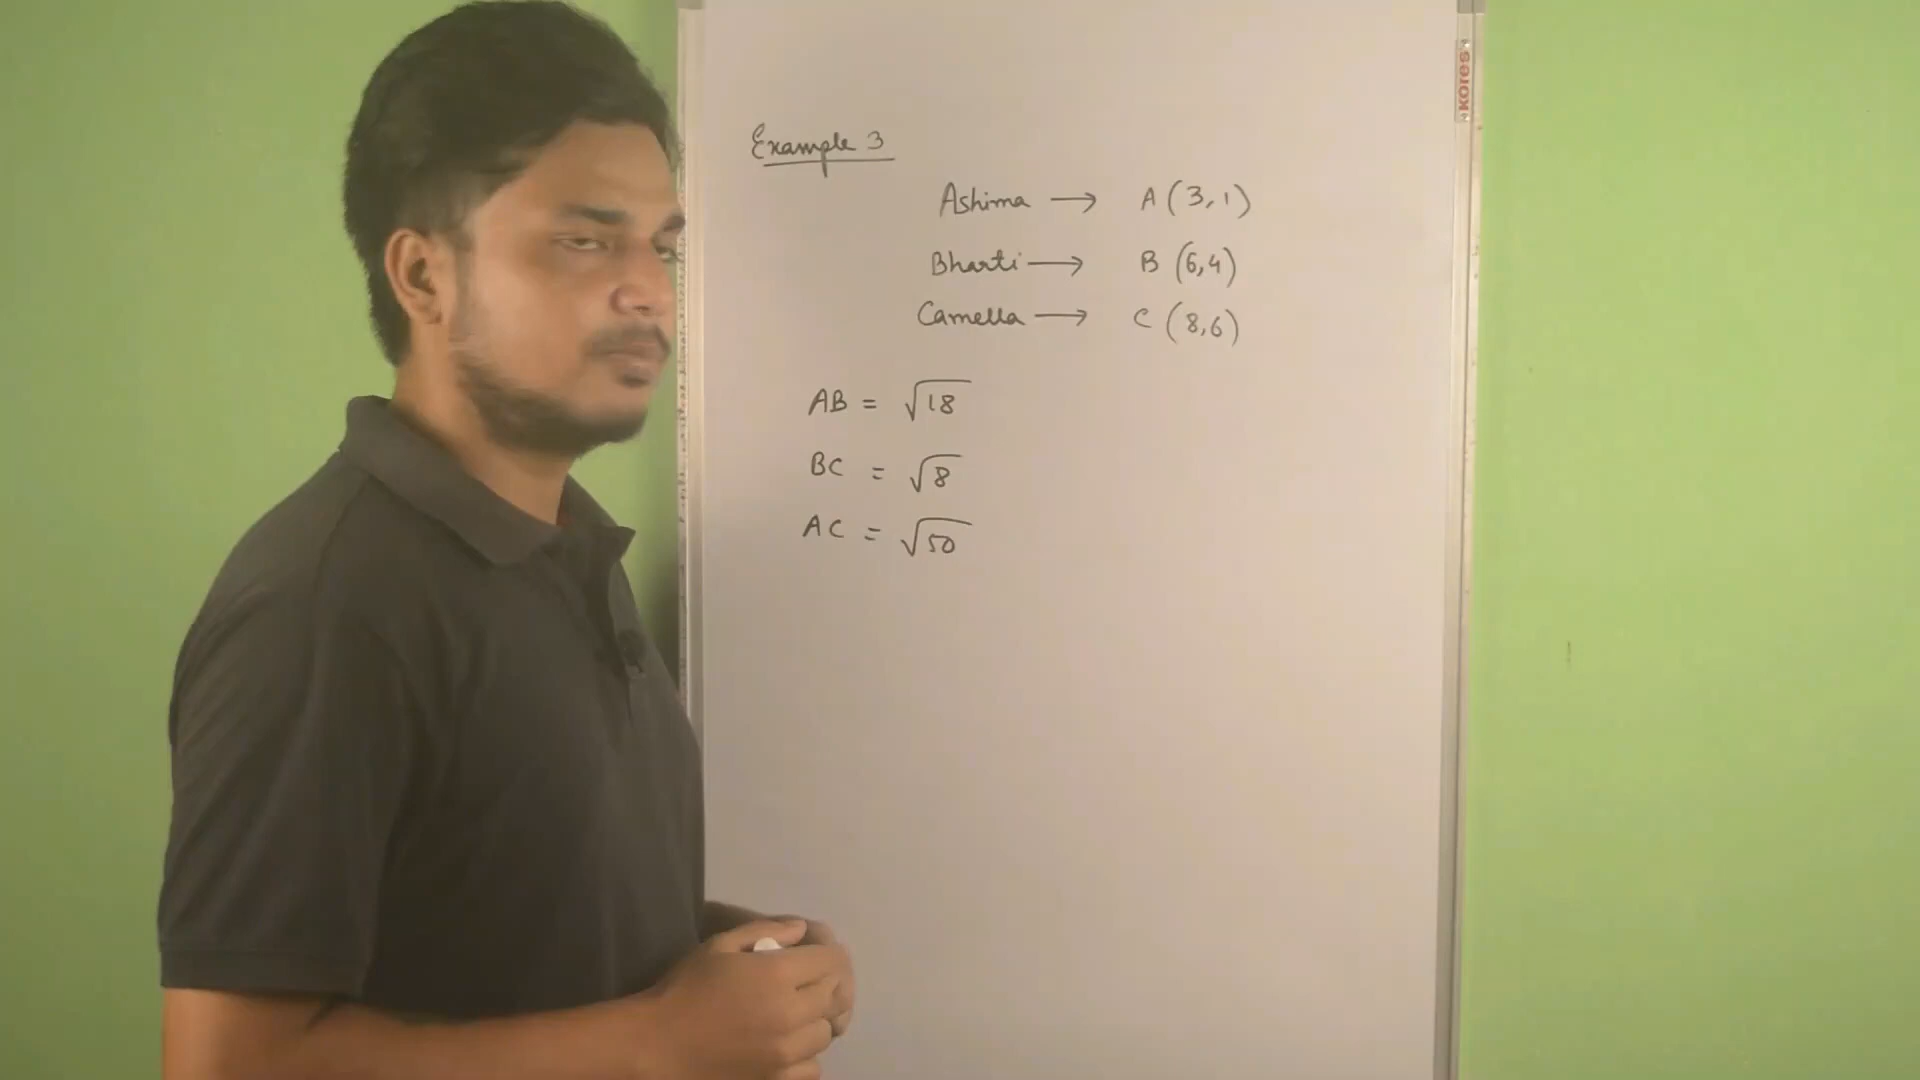 Example 3
Ashima → A (3,1)
Bharti → B (6,4)
Camella → C (8,6)
AB = √18
BC = √8
AC = √50
KORES